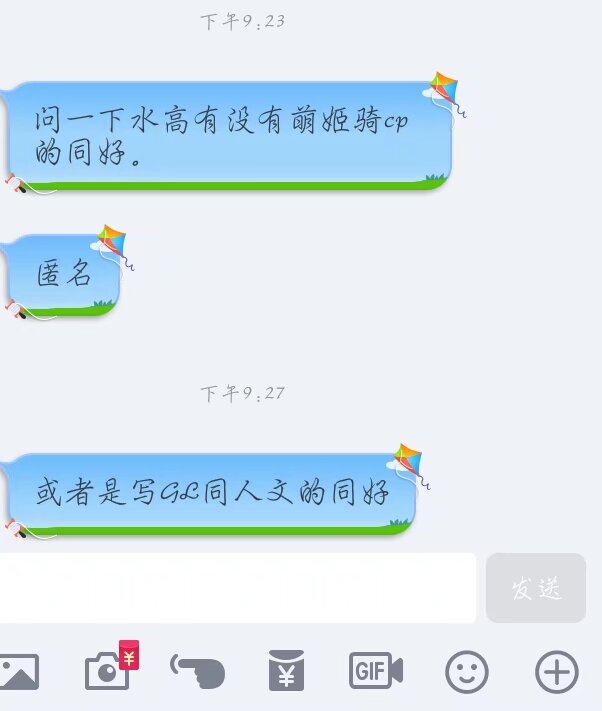 下午9:23
问一下水高有没有萌姬骑cp
的同好。
匿名
下午9:27
或者是写GL同人文的同好
发送
¥
¥
GIF